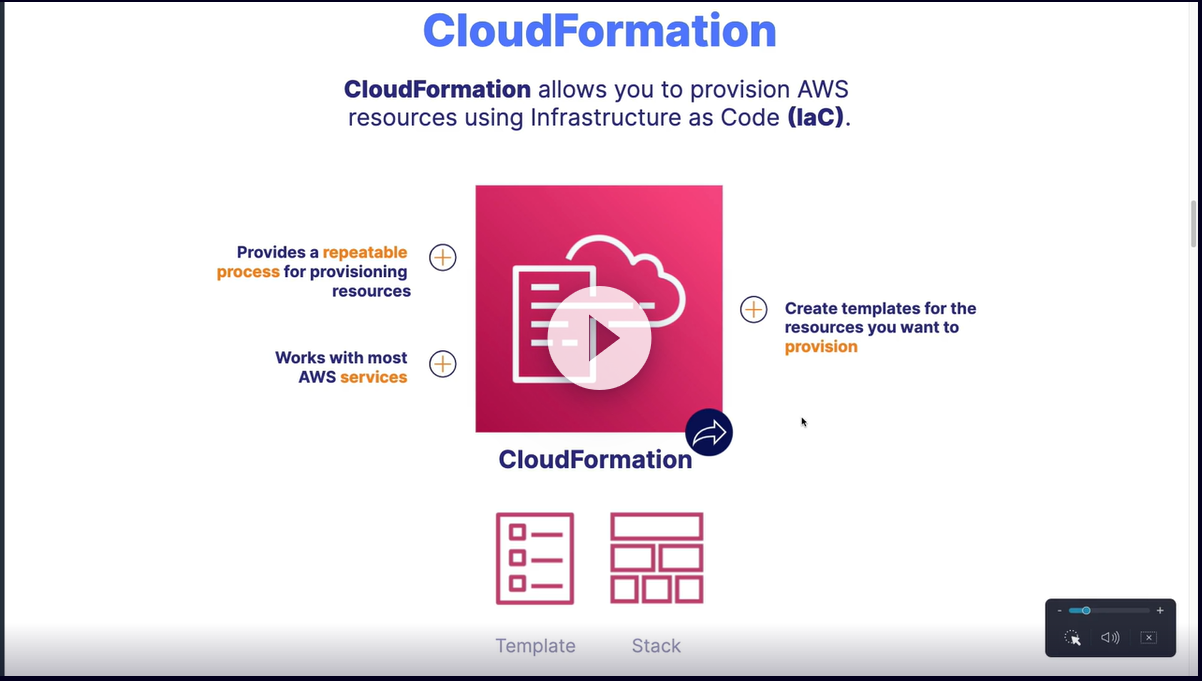 CloudFormation
CloudFormation allows you to provision AWS
resources using Infrastructure as Code (IaC).
Provides a repeatable
process for provisioning
resources
Works with most
AWS services
Create templates for the
resources you want to
provision
CloudFormation
Template
Stack